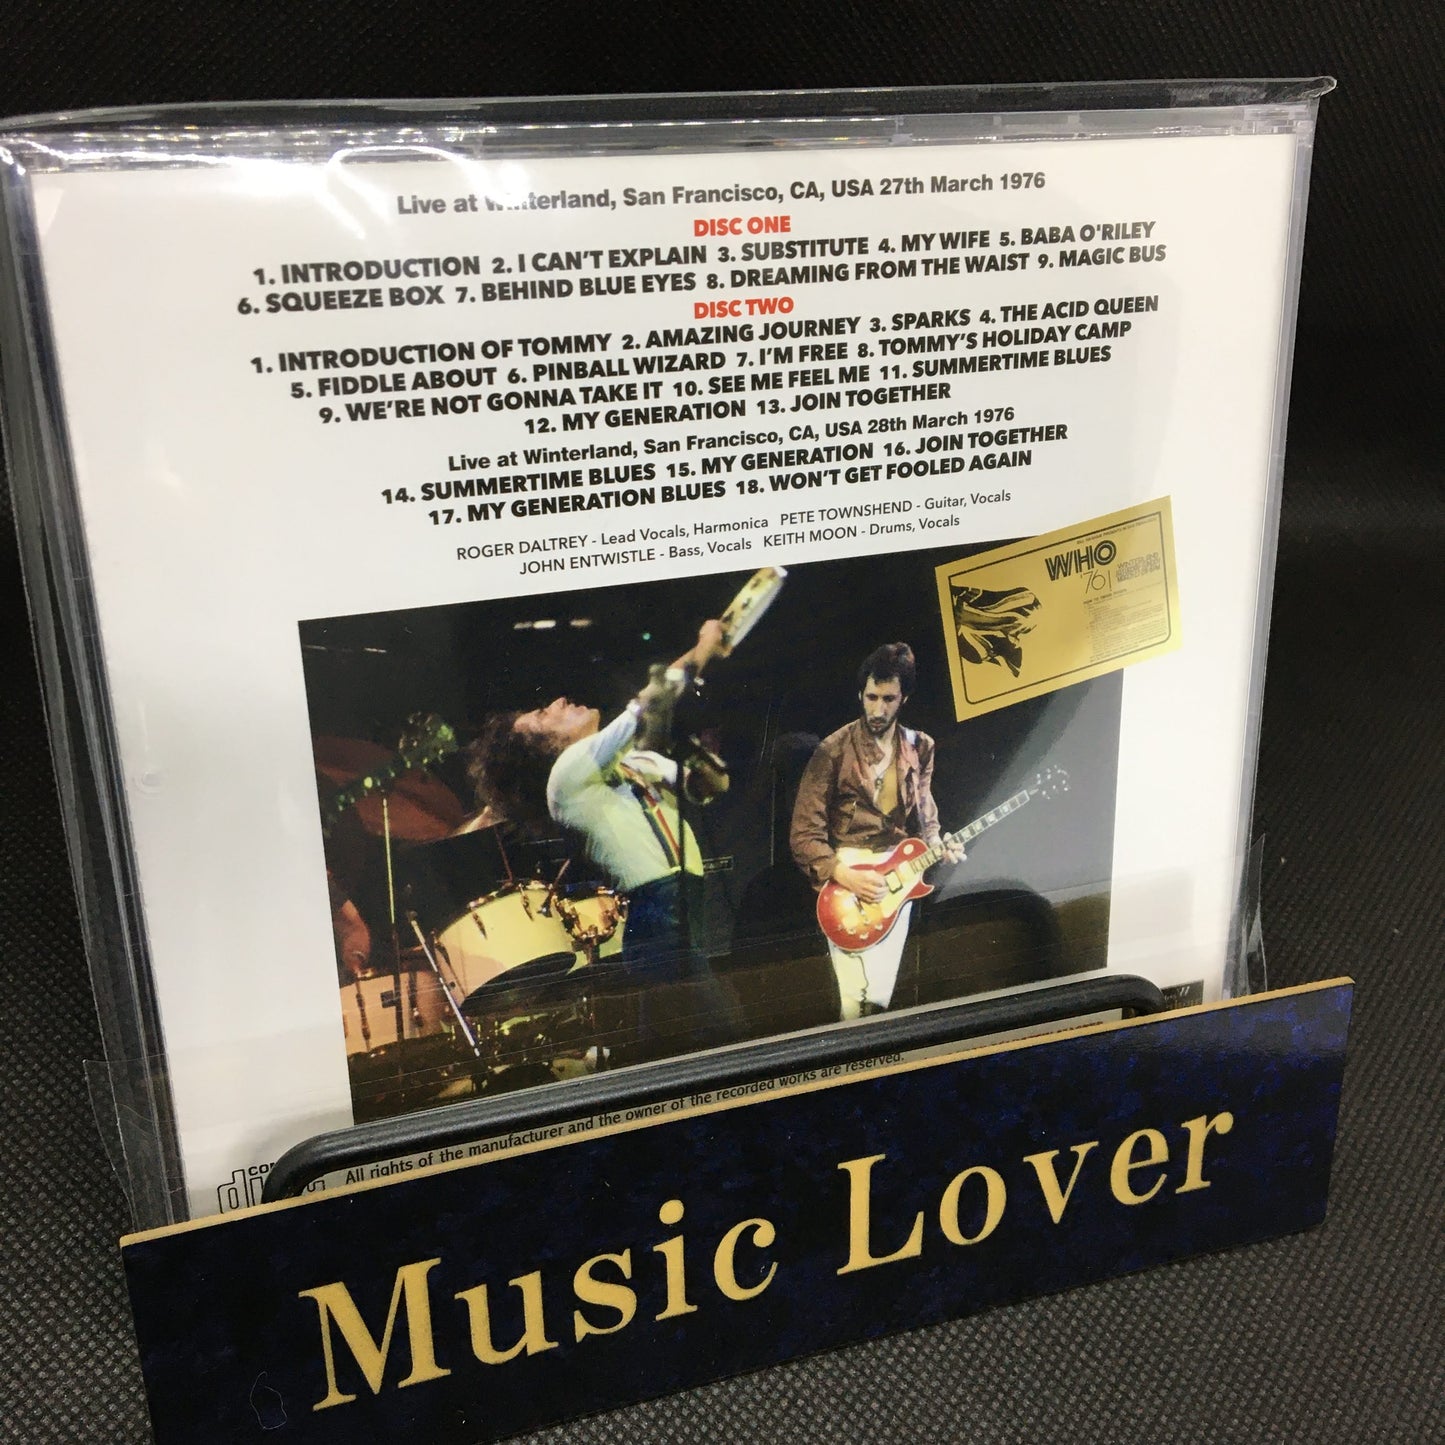 Live at Winterland, San Francisco, CA, USA 27th March 1976
DISC ONE
1. INTRODUCTION 2. I CAN'T EXPLAIN 3. SUBSTITUTE 4. MY WIFE 5. BABA O'RILEY
6. SQUEEZE BOX 7. BEHIND BLUE EYES 8. DREAMING FROM THE WAIST 9. MAGIC BUS
DISC TWO
1. INTRODUCTION OF TOMMY 2. AMAZING JOURNEY 3. SPARKS 4. THE ACID QUEEN
5. FIDDLE ABOUT 6. PINBALL WIZARD 7. I'M FREE 8. TOMMY'S HOLIDAY CAMP
9. WE'RE NOT GONNA TAKE IT 10. SEE ME FEEL ME 11. SUMMERTIME BLUES
12. MY GENERATION 13. JOIN TOGETHER
Live at Winterland, San Francisco, CA, USA 28th March 1976
14. SUMMERTIME BLUES 15. MY GENERATION 16. JOIN TOGETHER
17. MY GENERATION BLUES 18. WON'T GET FOOLED AGAIN
ROGER DALTREY - Lead Vocals, Harmonica PETE TOWNSHEND - Guitar, Vocals
JOHN ENTWISTLE - Bass, Vocals KEITH MOON - Drums, Vocals
WHO
'76
All rights of the manufacturer and the owner of the recorded works are reserved.
Music Lover